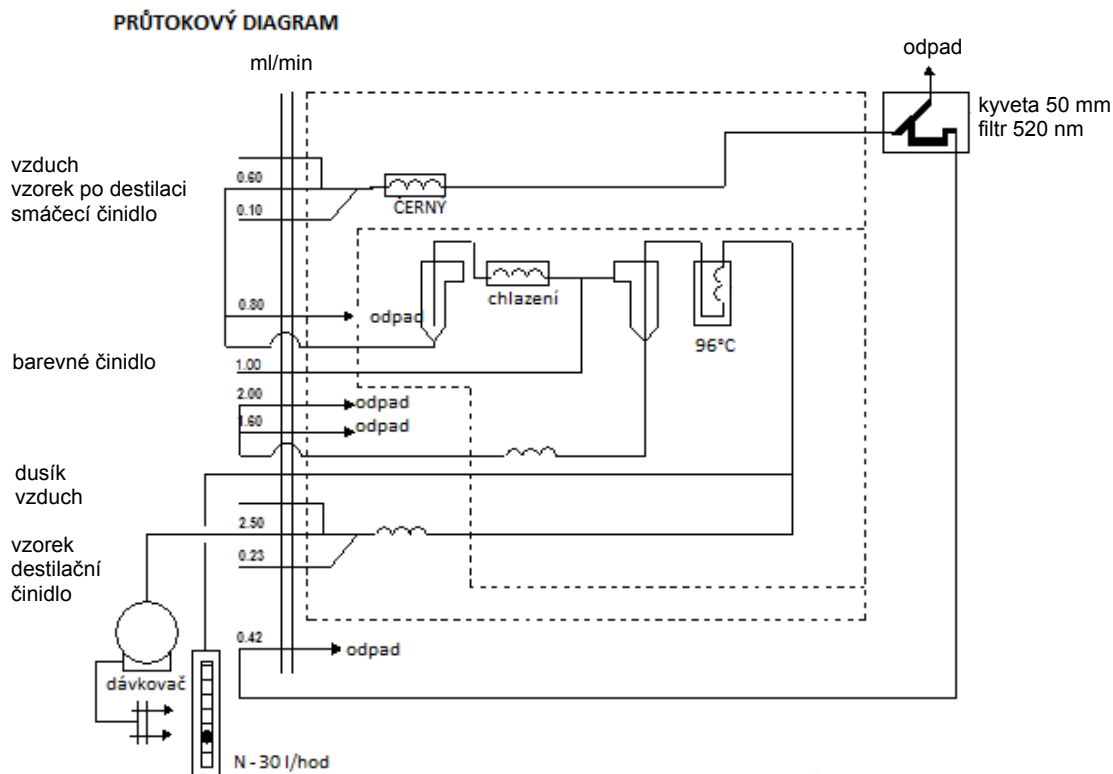 PRŮTOKOVÝ DIAGRAM
ml/min
odpad
kyveta 50 mm
filtr 520 nm
vzduch
vzorek po destilaci
smáčecí činidlo
0.60
0.10
ČERNY
chlazení
96°C
0.80
odpad
barevné činidlo
1.00
2.00
odpad
1.60
odpad
dusík
vzduch
2.50
vzorek
destilační
činidlo
0.23
0.42
odpad
dávkovač
N - 30 l/hod